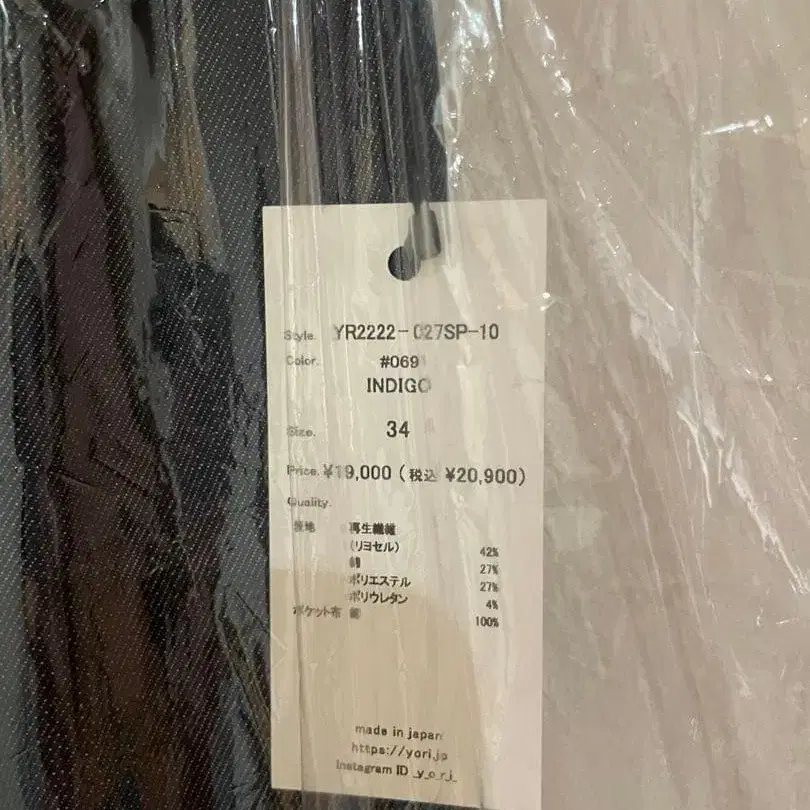 Style. YR2222-027SP-10
Color. #069
INDIGO
Size. 34
Price. ¥19,000 (税込 ¥20,900)
Quality.
表地 再生繊維
(リヨセル) 42%
綿 27%
ポリエステル 27%
ポリウレタン 4%
ポケット布 綿 100%
made in japan
https://yori.jp
Instagram ID _y_o_r_i_